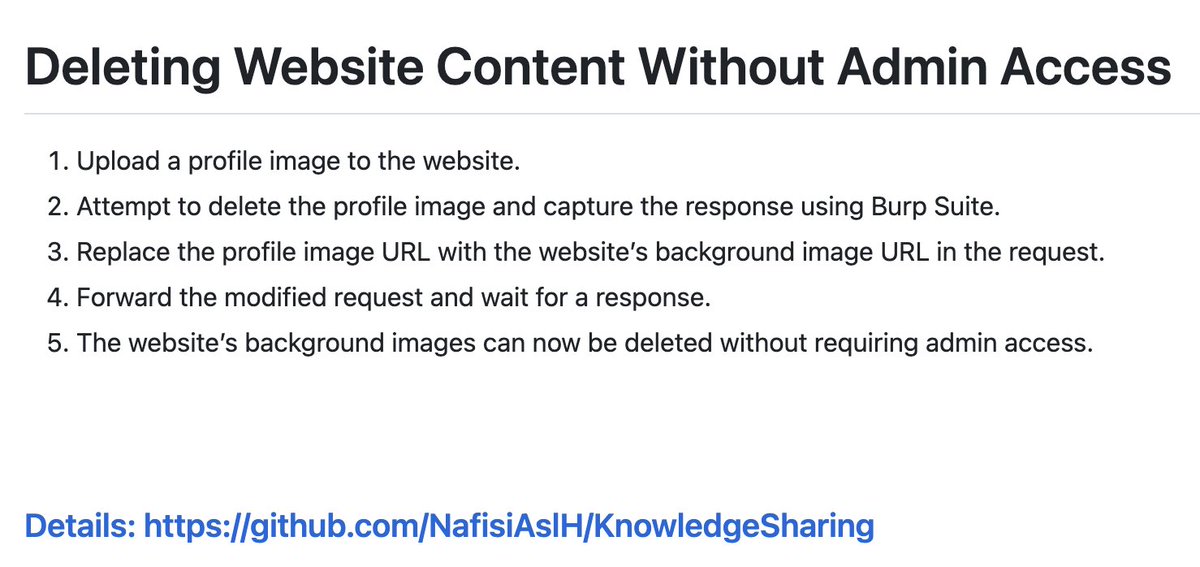 Deleting Website Content Without Admin Access
1. Upload a profile image to the website.
2. Attempt to delete the profile image and capture the response using Burp Suite.
3. Replace the profile image URL with the website’s background image URL in the request.
4. Forward the modified request and wait for a response.
5. The website’s background images can now be deleted without requiring admin access.
Details: https://github.com/NafisiAslH/KnowledgeSharing